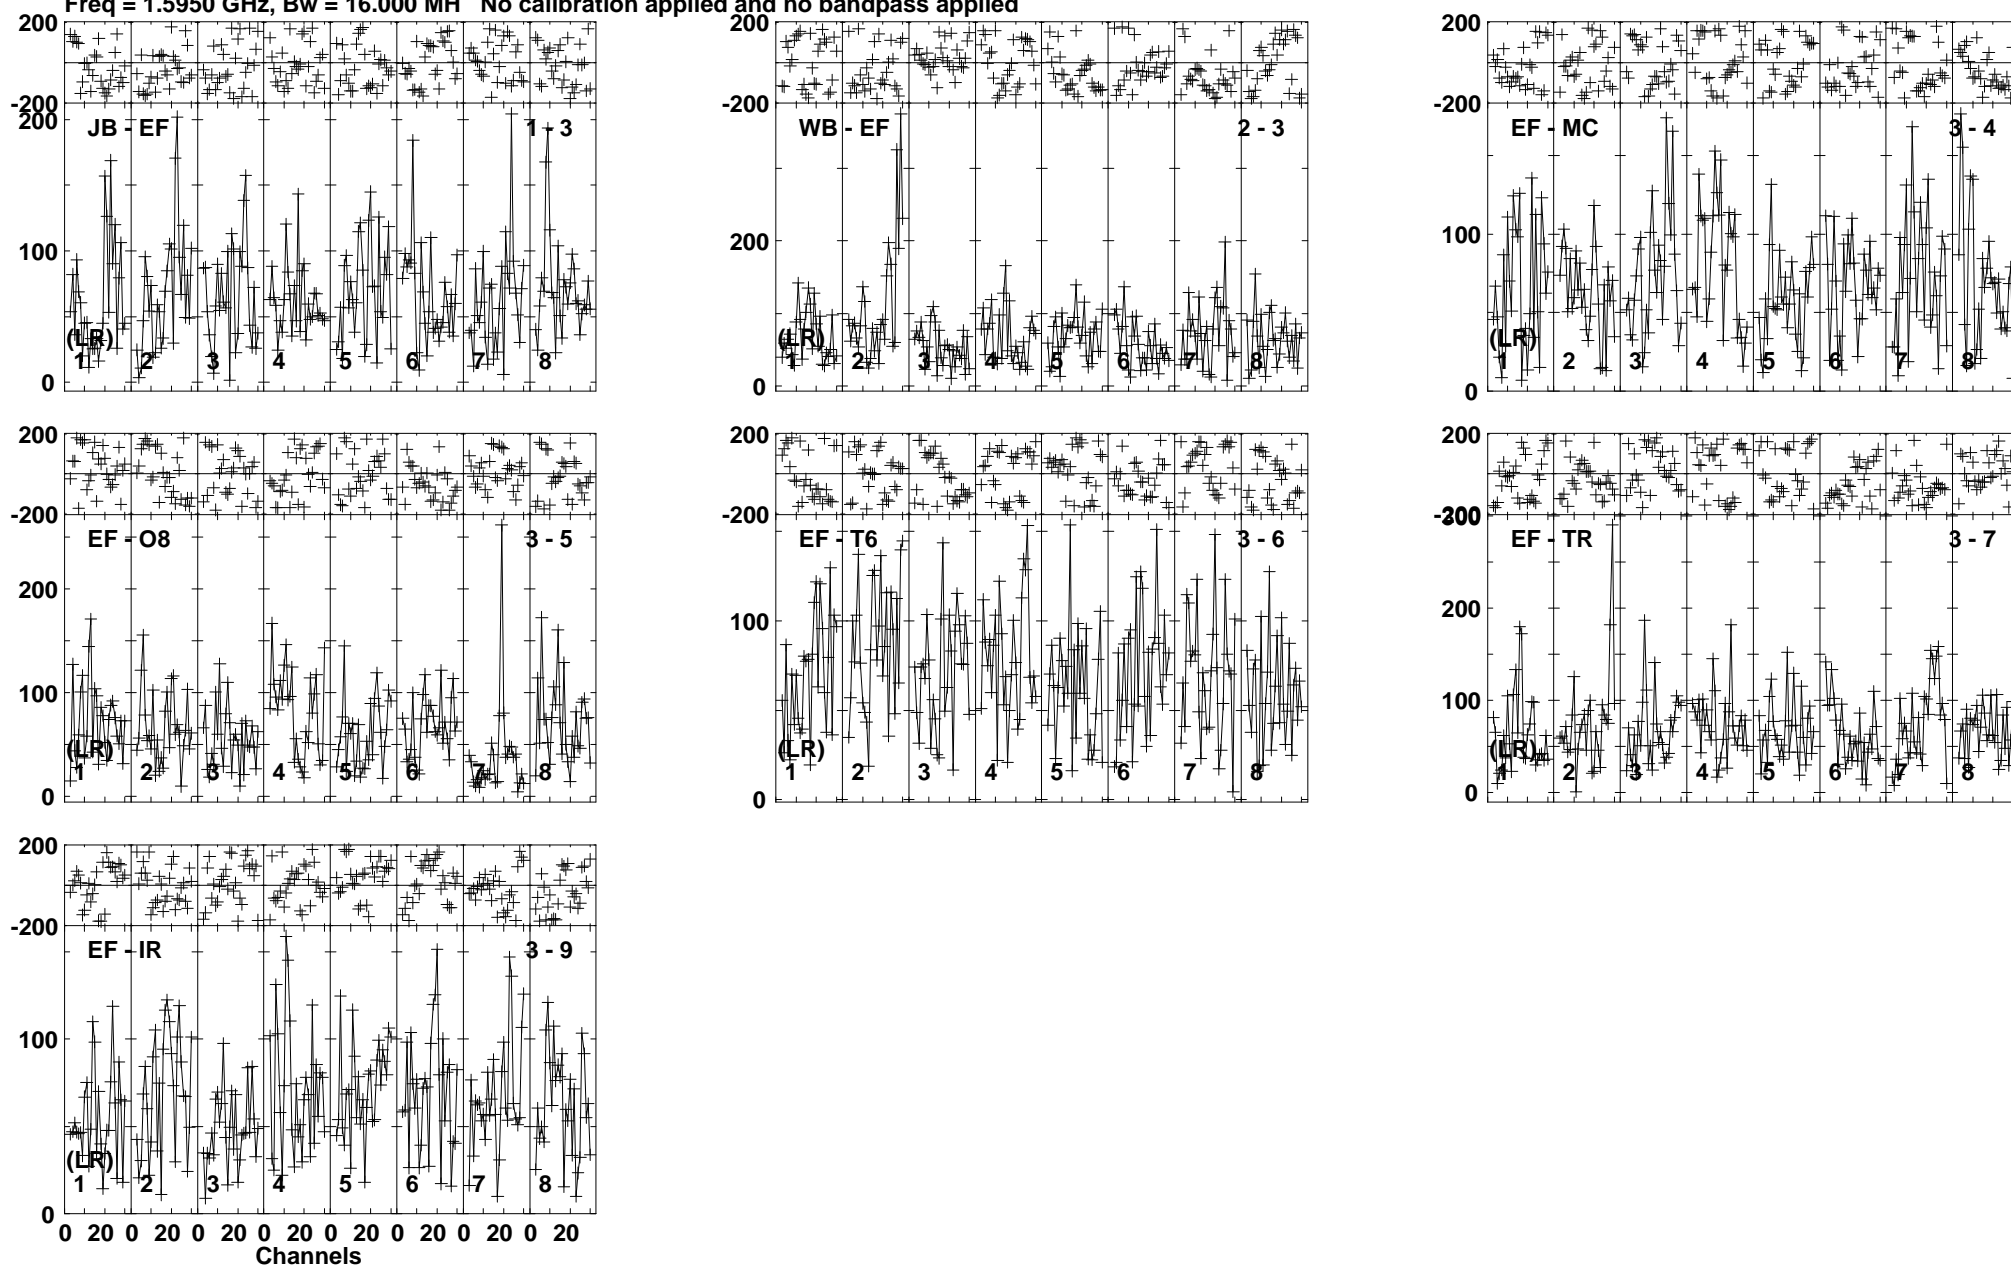 Freq = 1.5950 GHz, Bw = 16.000 MH No calibration applied and no bandpass applied
200 200 200
-200 -200 -200
200
JB - EF 1 - 3 WB - EF 2 - 3 EF - MC 3 - 4
200
100 100
(LR) (LR) (LR)
1 2 3 4 5 6 7 8 1 2 3 4 5 6 7 8 1 2 3 4 5 6 7 8
0 0 0
200 200 200
-200 -200
300
EF - O8 3 - 5 EF - T6 3 - 6 EF - TR 3 - 7
200 100 200
100 100
(LR) (LR) (LR)
1 2 3 4 5 6 7 8 1 2 3 4 5 6 7 8 1 2 3 4 5 6 7 8
0 0 0
200
-200
EF - IR 3 - 9
100
(LR)
1 2 3 4 5 6 7 8
0
0 20 0 20 0 20 0 20 0 20 0 20 0 20 0 20
Channels